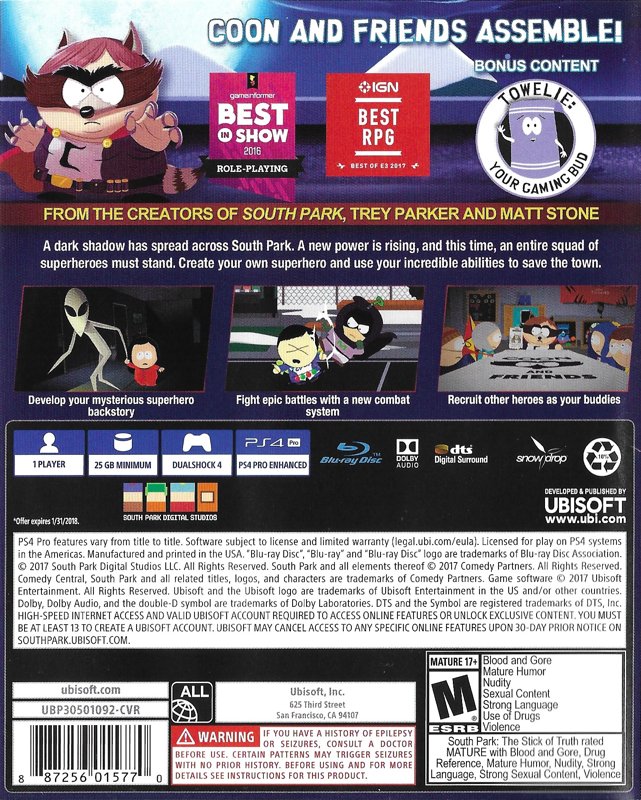 COON AND FRIENDS ASSEMBLE!
BONUS CONTENT
gameinformer
BEST
IN SHOW
2016
ROLE-PLAYING
IGN
BEST
RPG
BEST OF E3 2017
TOWELIE:
YOUR GAMING BUD
FROM THE CREATORS OF SOUTH PARK, TREY PARKER AND MATT STONE
A dark shadow has spread across South Park. A new power is rising, and this time, an entire squad of
superheroes must stand. Create your own superhero and use your incredible abilities to save the town.
COON
AND
FRIENDS
Develop your mysterious superhero
backstory
Fight epic battles with a new combat
system
Recruit other heroes as your buddies
1 PLAYER
25 GB MINIMUM
DUALSHOCK 4
PS4 Pro
PS4 PRO ENHANCED
Blu-ray Disc™
DOLBY
AUDIO
dts
Digital Surround
snowdrop
DEVELOPED & PUBLISHED BY
UBISOFT
www.ubi.com
SOUTH PARK DIGITAL STUDIOS
*Offer expires 1/31/2018.
PS4 Pro features vary from title to title. Software subject to license and limited warranty (legal.ubi.com/eula). Licensed for play on PS4 systems
in the Americas. Manufactured and printed in the USA. "Blu-ray Disc", "Blu-ray" and "Blu-ray Disc" logo are trademarks of Blu-ray Disc Association.
© 2017 South Park Digital Studios LLC. All Rights Reserved. South Park and all elements thereof © 2017 Comedy Partners. All Rights Reserved.
Comedy Central, South Park and all related titles, logos, and characters are trademarks of Comedy Partners. Game software © 2017 Ubisoft
Entertainment. All Rights Reserved. Ubisoft and the Ubisoft logo are trademarks of Ubisoft Entertainment in the US and/or other countries.
Dolby, Dolby Audio, and the double-D symbol are trademarks of Dolby Laboratories. DTS and the Symbol are registered trademarks of DTS, Inc.
HIGH-SPEED INTERNET ACCESS AND VALID UBISOFT ACCOUNT REQUIRED TO ACCESS ONLINE FEATURES OR UNLOCK EXCLUSIVE CONTENT. YOU MUST
BE AT LEAST 13 TO CREATE A UBISOFT ACCOUNT. UBISOFT MAY CANCEL ACCESS TO ANY SPECIFIC ONLINE FEATURES UPON 30-DAY PRIOR NOTICE ON
SOUTHPARK.UBISOFT.COM.
ubisoft.com
UBP30501092-CVR
8 87256 01577 0
ALL
Ubisoft, Inc.
625 Third Street
San Francisco, CA 94107
WARNING
IF YOU HAVE A HISTORY OF EPILEPSY
OR SEIZURES, CONSULT A DOCTOR
BEFORE USE. CERTAIN PATTERNS MAY TRIGGER SEIZURES
WITH NO PRIOR HISTORY. BEFORE USING AND FOR MORE
DETAILS SEE INSTRUCTIONS FOR THIS PRODUCT.
MATURE 17+
M
ESRB
Blood and Gore
Mature Humor
Nudity
Sexual Content
Strong Language
Use of Drugs
Violence
South Park: The Stick of Truth rated
MATURE with Blood and Gore, Drug
Reference, Mature Humor, Nudity, Strong
Language, Strong Sexual Content, Violence